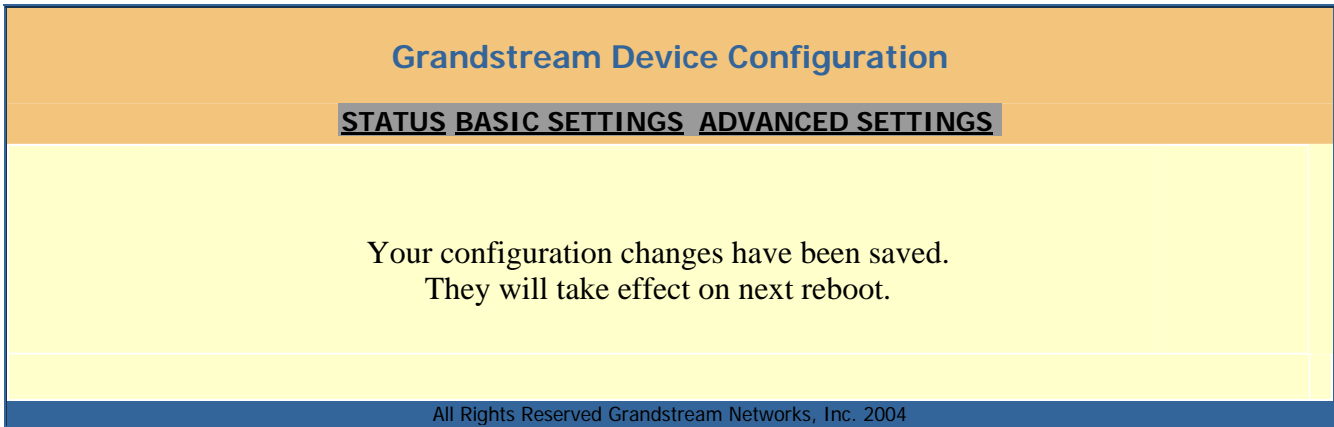 Grandstream Device Configuration
STATUS BASIC SETTINGS ADVANCED SETTINGS
Your configuration changes have been saved.
They will take effect on next reboot.
All Rights Reserved Grandstream Networks, Inc. 2004